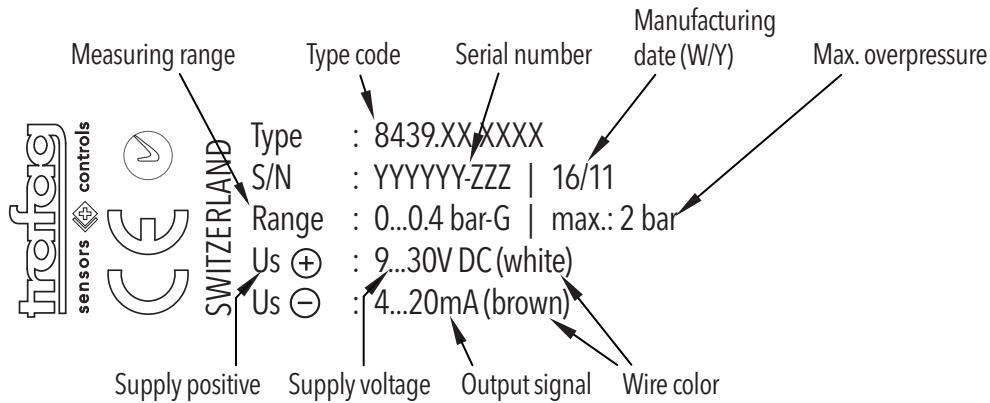 Manufacturing
date (W/Y)
Measuring range Type code Serial number Max. overpressure
trafag
sensors controls
CE
SWITZERLAND
Type : 8439.XX.XXXX
S/N : YYYYYY-ZZZ | 16/11
Range : 0...0.4 bar-G | max.: 2 bar
Us + : 9...30V DC (white)
Us − : 4...20mA (brown)
Supply positive Supply voltage Output signal Wire color